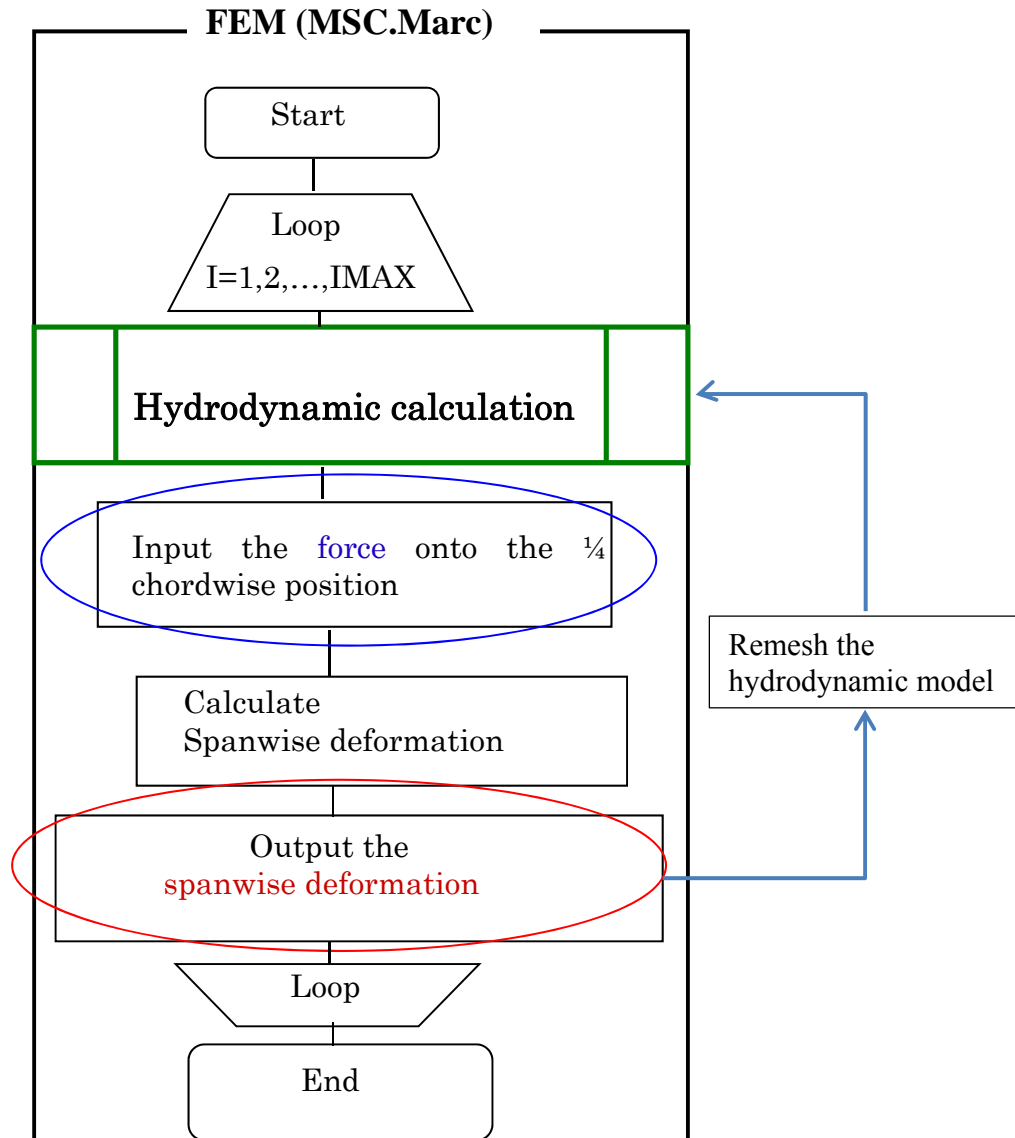 FEM (MSC.Marc)
Start
Loop
I=1,2,...,IMAX
Hydrodynamic calculation
Input the force onto the ¼
chordwise position
Calculate
Spanwise deformation
Output the
spanwise deformation
Loop
End
Remesh the
hydrodynamic model